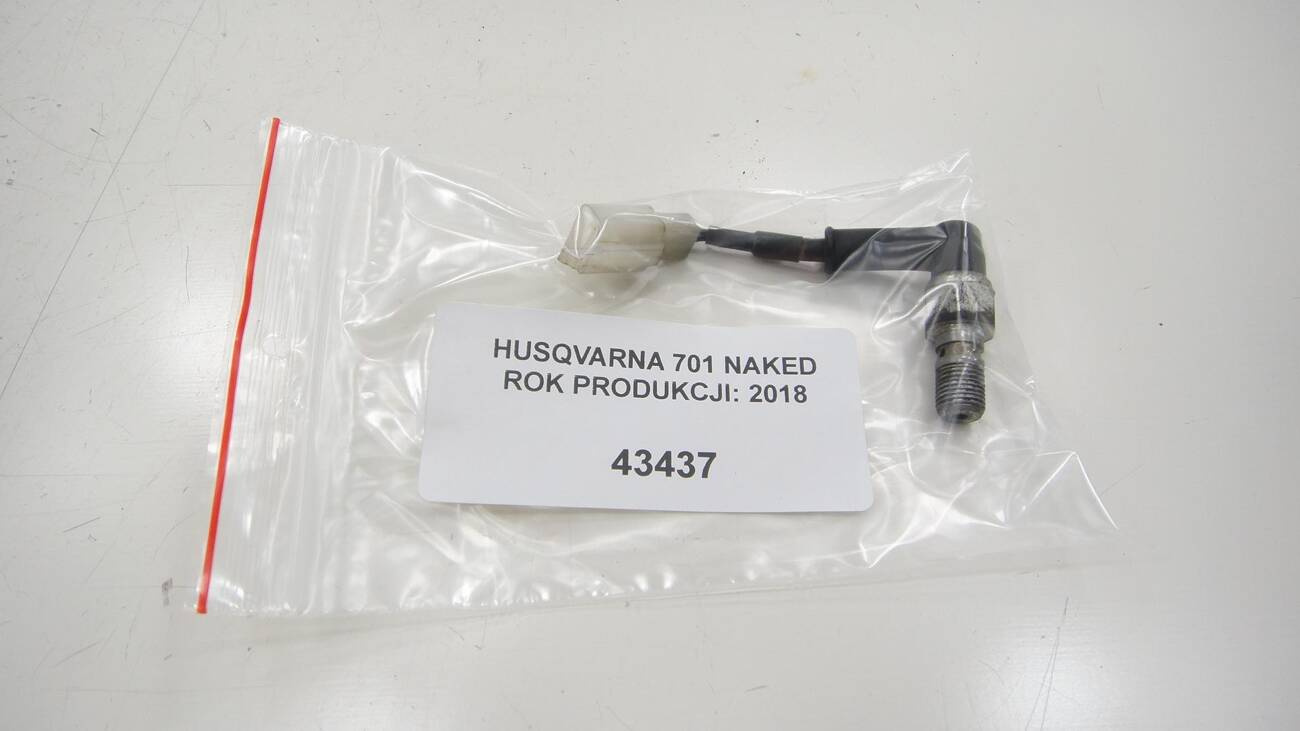 HUSQVARNA 701 NAKED
ROK PRODUKCJI: 2018
43437